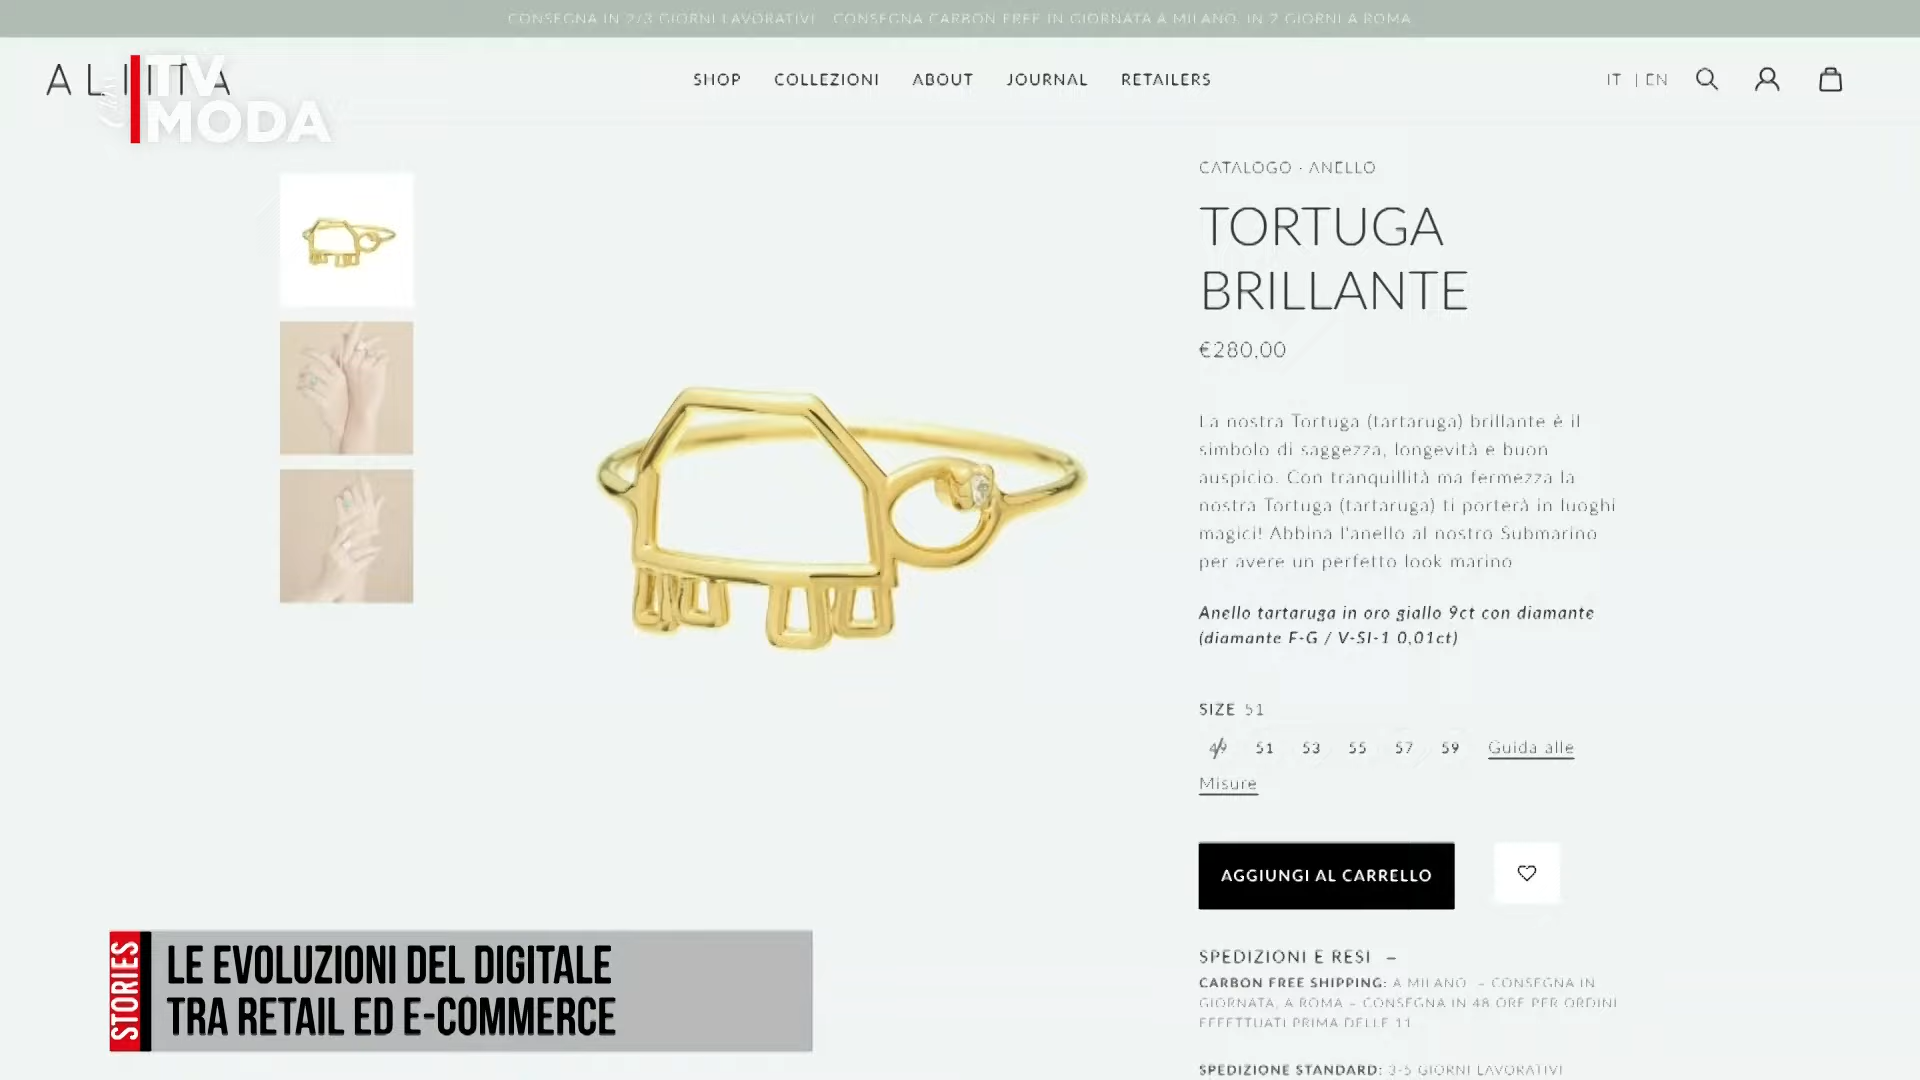 CONSEGNA IN 2/3 GIORNI LAVORATIVI CONSEGNA CARBON FREE IN GIORNATA A MILANO, IN 2 GIORNI A ROMA
ALIITA
TV
MODA
SHOP COLLEZIONI ABOUT JOURNAL RETAILERS
IT | EN
CATALOGO · ANELLO
TORTUGA
BRILLANTE
€280,00
La nostra Tortuga (tartaruga) brillante è il
simbolo di saggezza, longevità e buon
auspicio. Con tranquillità ma fermezza la
nostra Tortuga (tartaruga) ti porterà in luoghi
magici! Abbina l'anello al nostro Submarino
per avere un perfetto look marino
Anello tartaruga in oro giallo 9ct con diamante
(diamante F-G / V-SI-1 0,01ct)
SIZE 51
49 51 53 55 57 59 Guida alle
Misure
AGGIUNGI AL CARRELLO
SPEDIZIONI E RESI –
CARBON FREE SHIPPING: A MILANO – CONSEGNA IN
GIORNATA, A ROMA – CONSEGNA IN 48 ORE PER ORDINI
EFFETTUATI PRIMA DELLE 11
SPEDIZIONE STANDARD: 3-5 GIORNI LAVORATIVI
STORIES
LE EVOLUZIONI DEL DIGITALE
TRA RETAIL ED E-COMMERCE